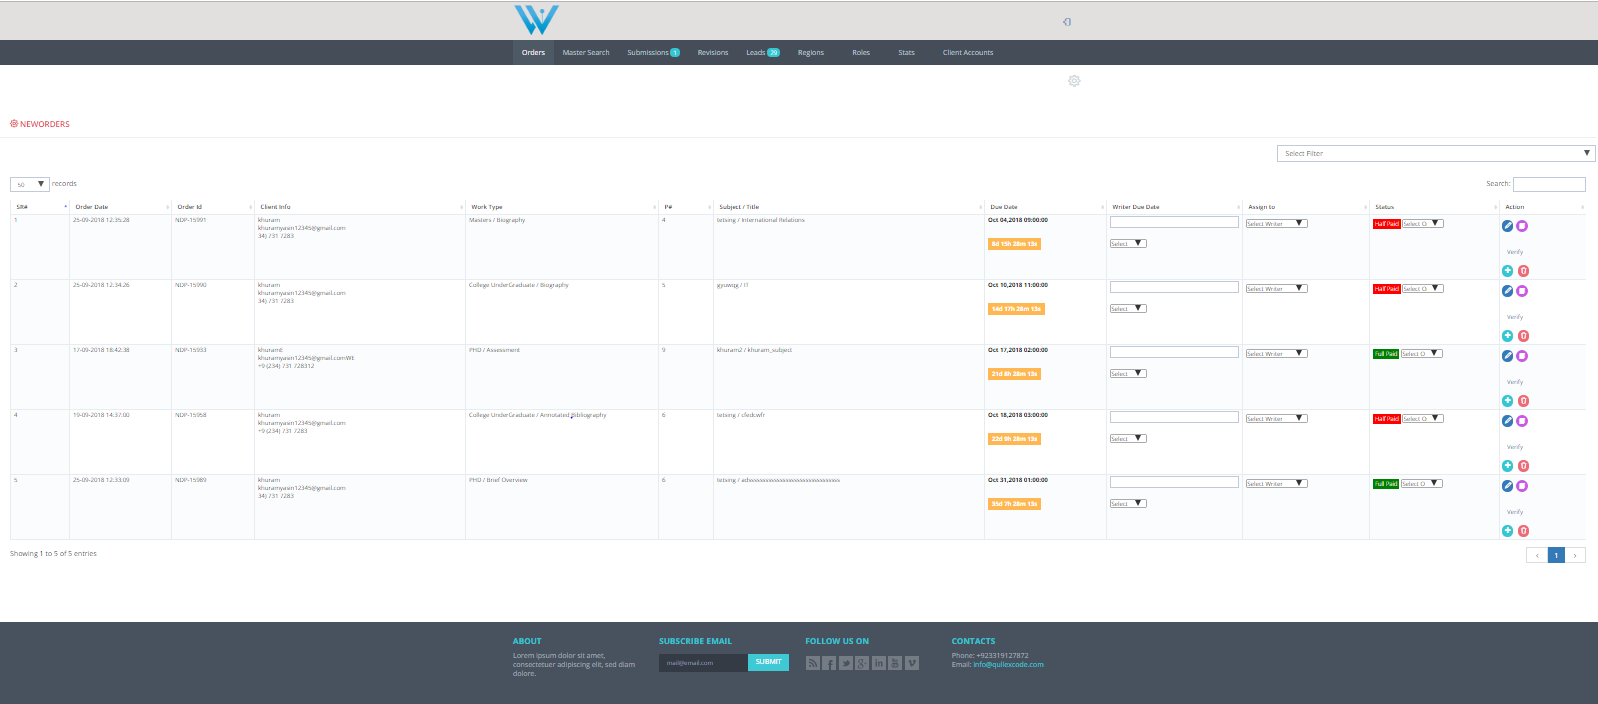 Orders Master Search Submissions 1 Revisions Leads 29 Regions Roles Stats Client Accounts
NEWORDERS
Select Filter
50 records Search:
SR# Order Date Order Id Client Info Work Type P# Subject / Title Due Date Writer Due Date Assign to Status Action
1 25-09-2018 12:35:28 NDP-15991 khuram Masters / Biography 4 tetsing / International Relations Oct 04,2018 09:00:00 Select Writer Half Paid Select O
khuramyasin12345@gmail.com
34) 731 7283
8d 15h 28m 13s Select
Verify
2 25-09-2018 12:34:26 NDP-15990 khuram College UnderGraduate / Biography 5 gyuwqg / IT Oct 10,2018 11:00:00 Select Writer Half Paid Select O
khuramyasin12345@gmail.com
34) 731 7283
14d 17h 28m 13s Select
Verify
3 17-09-2018 18:42:38 NDP-15933 khuramE PHD / Assessment 9 khuram2 / khuram_subject Oct 17,2018 02:00:00 Select Writer Full Paid Select O
khuramyasin12345@gmail.comWE
+9 (234) 731 728312
21d 8h 28m 13s Select
Verify
4 19-09-2018 14:37:00 NDP-15958 khuram College UnderGraduate / Annotated Bibliography 6 tetsing / cfedcwfr Oct 18,2018 03:00:00 Select Writer Half Paid Select O
khuramyasin12345@gmail.com
+9 (234) 731 7283
22d 9h 28m 13s Select
Verify
5 25-09-2018 12:33:09 NDP-15989 khuram PHD / Brief Overview 6 tetsing / Oct 31,2018 01:00:00 Select Writer Full Paid Select O
khuramyasin12345@gmail.com
34) 731 7283
35d 7h 28m 13s Select
Verify
Showing 1 to 5 of 5 entries ‹ 1 ›
ABOUT SUBSCRIBE EMAIL FOLLOW US ON CONTACTS
Lorem ipsum dolor sit amet, mail@email.com SUBMIT Phone: +923319127872
consectetuer adipiscing elit, sed diam Email: info@qullexcode.com
dolore.